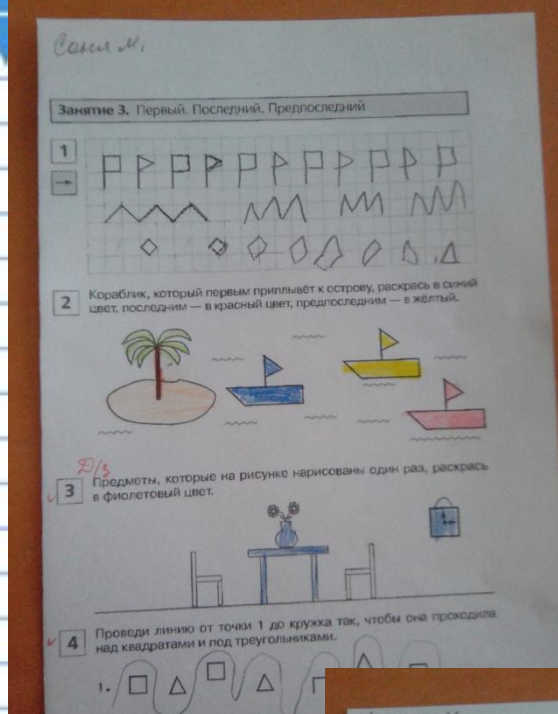 Соня М.
Занятие 3. Первый. Последний. Предпоследний
1
2
Кораблик, который первым приплывёт к острову, раскрась в синий
цвет, последним — в красный цвет, предпоследним — в жёлтый.
Д/з
3
Предметы, которые на рисунке нарисованы один раз, раскрась
в фиолетовый цвет.
4
Проведи линию от точки 1 до кружка так, чтобы она проходила
над квадратами и под треугольниками.
1.